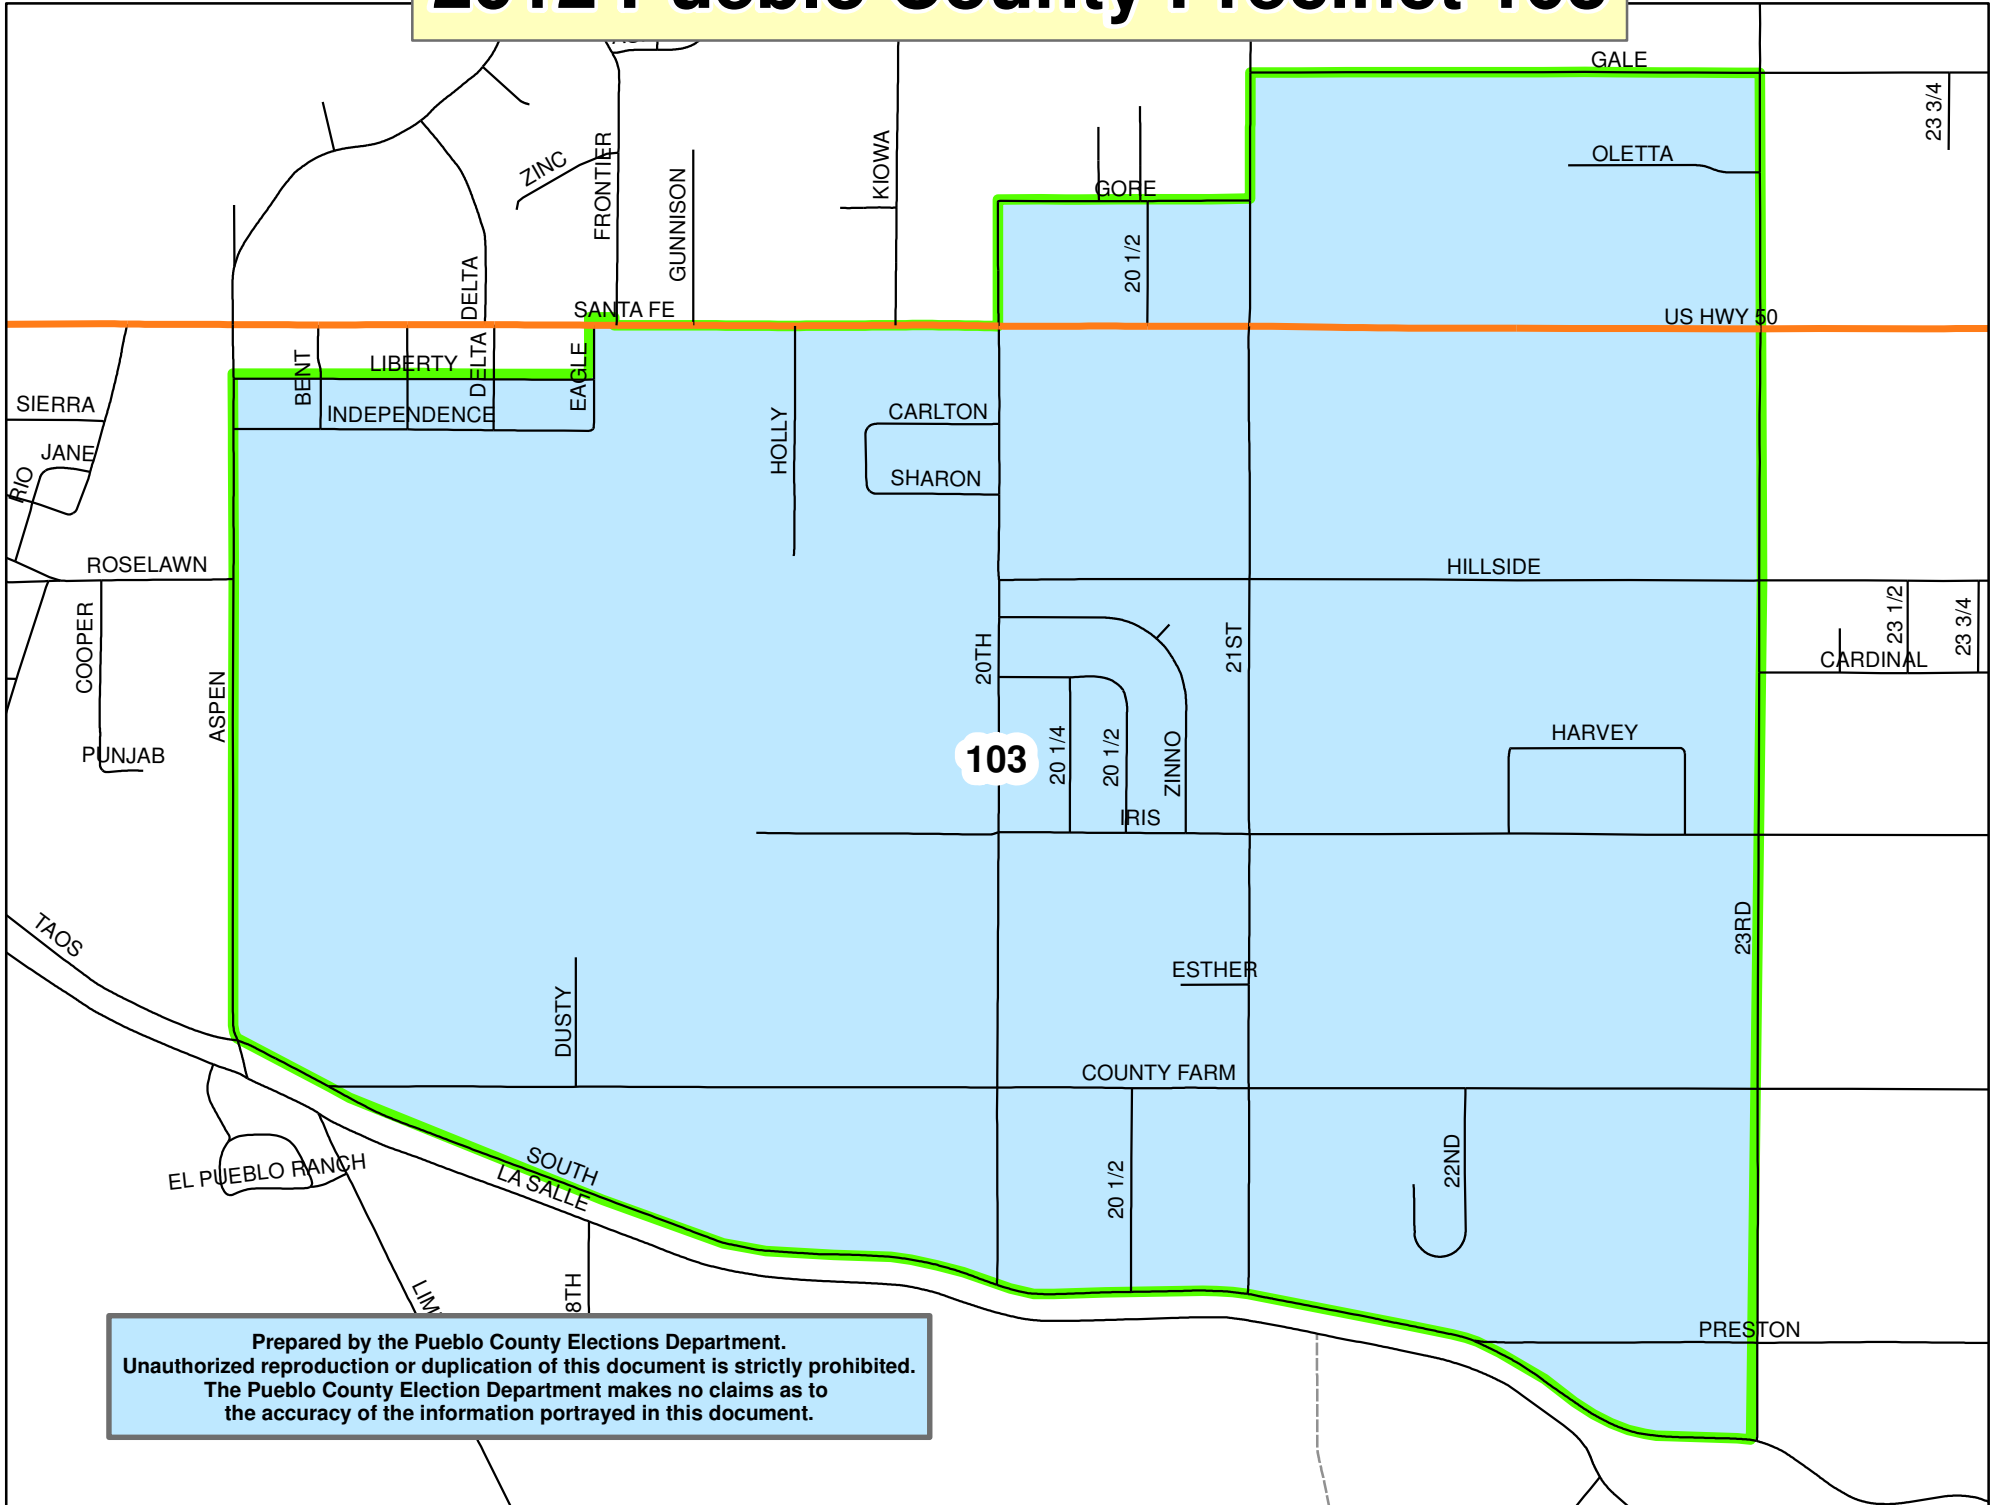 2012 Pueblo County Precinct 103
GALE
23 3/4
OLETTA
ZINC
FRONTIER
KIOWA
GUNNISON
GORE
20 1/2
DELTA
SANTA FE
US HWY 50
BENT
LIBERTY
DELTA
EAGLE
SIERRA
INDEPENDENCE
HOLLY
CARLTON
JANE
RIO
SHARON
ROSELAWN
HILLSIDE
COOPER
ASPEN
20TH
21ST
23 1/2
23 3/4
CARDINAL
PUNJAB
103
20 1/4
20 1/2
ZINNO
HARVEY
IRIS
TAOS
23RD
ESTHER
DUSTY
COUNTY FARM
SOUTH
LA SALLE
EL PUEBLO RANCH
20 1/2
22ND
8TH
PRESTON
Prepared by the Pueblo County Elections Department.
Unauthorized reproduction or duplication of this document is strictly prohibited.
The Pueblo County Election Department makes no claims as to
the accuracy of the information portrayed in this document.